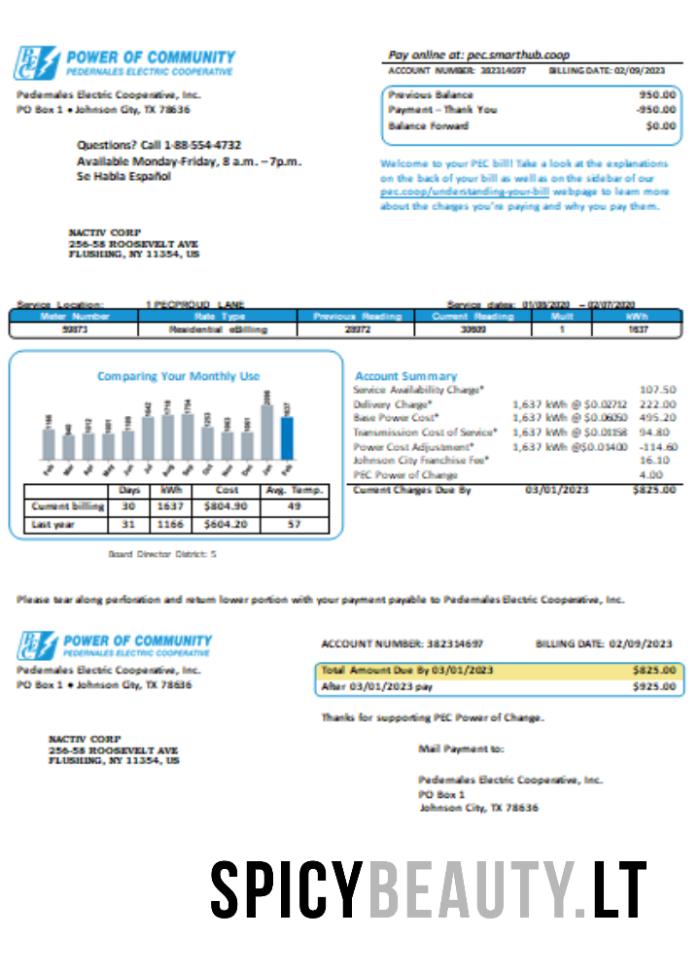 POWER OF COMMUNITY
PEDERNALES ELECTRIC COOPERATIVE
Pedernales Electric Cooperative, Inc.
PO Box 1 • Johnson City, TX 78636
Pay online at: pec.smarthub.coop
ACCOUNT NUMBER: 382314697 BILLING DATE: 02/09/2023
Previous Balance 950.00
Payment – Thank You -950.00
Balance Forward $0.00
Questions? Call 1-88-554-4732
Available Monday-Friday, 8 a.m. – 7p.m.
Se Habla Español
Welcome to your PEC bill! Take a look at the explanations
on the back of your bill as well as on the sidebar of our
pec.coop/understanding-your-bill webpage to learn more
about the charges you're paying and why you pay them.
NACTIV CORP
256-58 ROOSEVELT AVE
FLUSHING, NY 11354, US
Service Location: 1 PECPROUD LANE Service dates: 01/08/2020 – 02/07/2020
Meter Number Rate Type Previous Reading Current Reading Mult kWh
59873 Residential eBilling 28972 30609 1 1637
Comparing Your Monthly Use
1166 1012 1109 1642 1718 1754 1253 1063 1061 1637
Feb Mar Apr May Jun Jul Aug Sep Oct Nov Dec Jan Feb
Days kWh Cost Avg. Temp.
Current billing 30 1637 $804.90 49
Last year 31 1166 $604.20 57
Account Summary
Service Availability Charge* 107.50
Delivery Charge* 1,637 kWh @ $0.02712 222.00
Base Power Cost* 1,637 kWh @ $0.06050 495.20
Transmission Cost of Service* 1,637 kWh @ $0.01158 94.80
Power Cost Adjustment* 1,637 kWh @$0.01400 -114.60
Johnson City Franchise Fee* 16.10
PEC Power of Change 4.00
Current Charges Due By 03/01/2023 $825.00
Board Director District: 5
Please tear along perforation and return lower portion with your payment payable to Pedernales Electric Cooperative, Inc.
POWER OF COMMUNITY
PEDERNALES ELECTRIC COOPERATIVE
Pedernales Electric Cooperative, Inc.
PO Box 1 • Johnson City, TX 78636
ACCOUNT NUMBER: 382314697 BILLING DATE: 02/09/2023
Total Amount Due By 03/01/2023 $825.00
After 03/01/2023 pay $925.00
Thanks for supporting PEC Power of Change.
NACTIV CORP
256-58 ROOSEVELT AVE
FLUSHING, NY 11354, US
Mail Payment to:
Pedernales Electric Cooperative, Inc.
PO Box 1
Johnson City, TX 78636
SPICYBEAUTY.LT